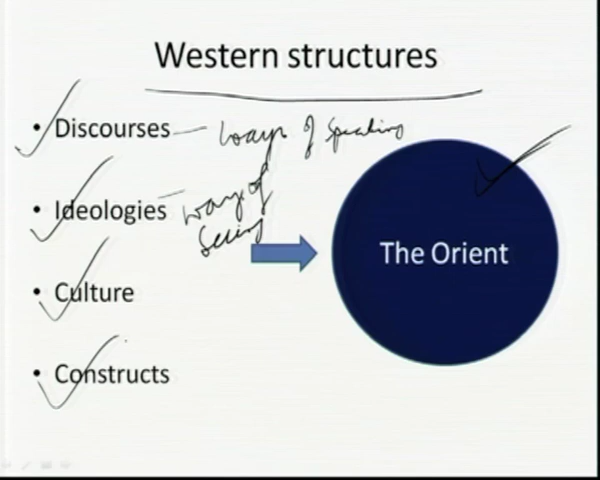 Western structures
• Discourses — ways of speaking
• Ideologies — ways of
seeing
• Culture
• Constructs
The Orient